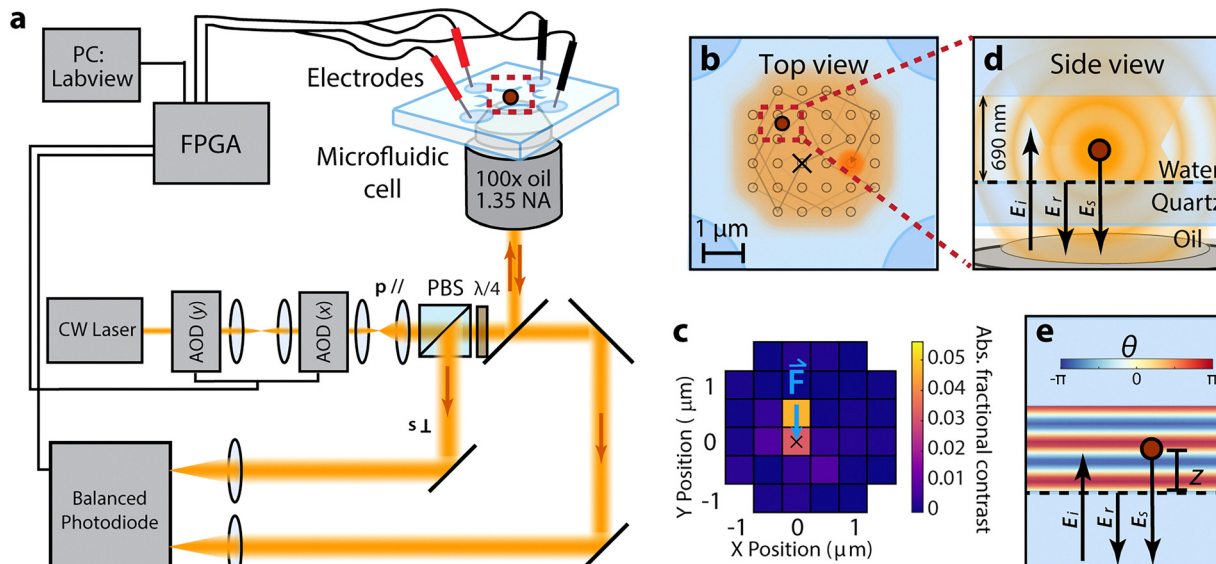 a
PC:
Labview
FPGA
Electrodes
Microfluidic
cell
100x oil
1.35 NA
CW Laser
AOD (y)
AOD (x)
p //
PBS
λ/4
s ⊥
Balanced
Photodiode
b
Top view
1 μm
c
F
Y Position ( μm)
1
0
-1
-1
0
1
X Position (μm)
0.05
0.04
0.03
0.02
0.01
0
Abs. fractional contrast
d
Side view
690 nm
Water
Quartz
Oil
Ei
Er
Es
e
θ
-π
0
π
z
Ei
Er
Es